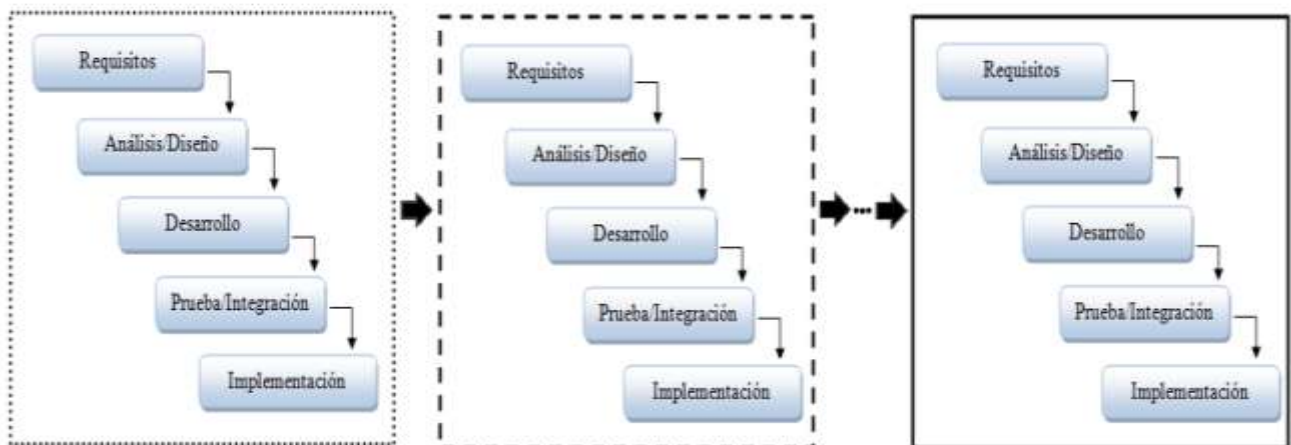 Requisitos
Análisis/Diseño
Desarrollo
Prueba/Integración
Implementación
Requisitos
Análisis/Diseño
Desarrollo
Prueba/Integración
Implementación
Requisitos
Análisis/Diseño
Desarrollo
Prueba/Integración
Implementación